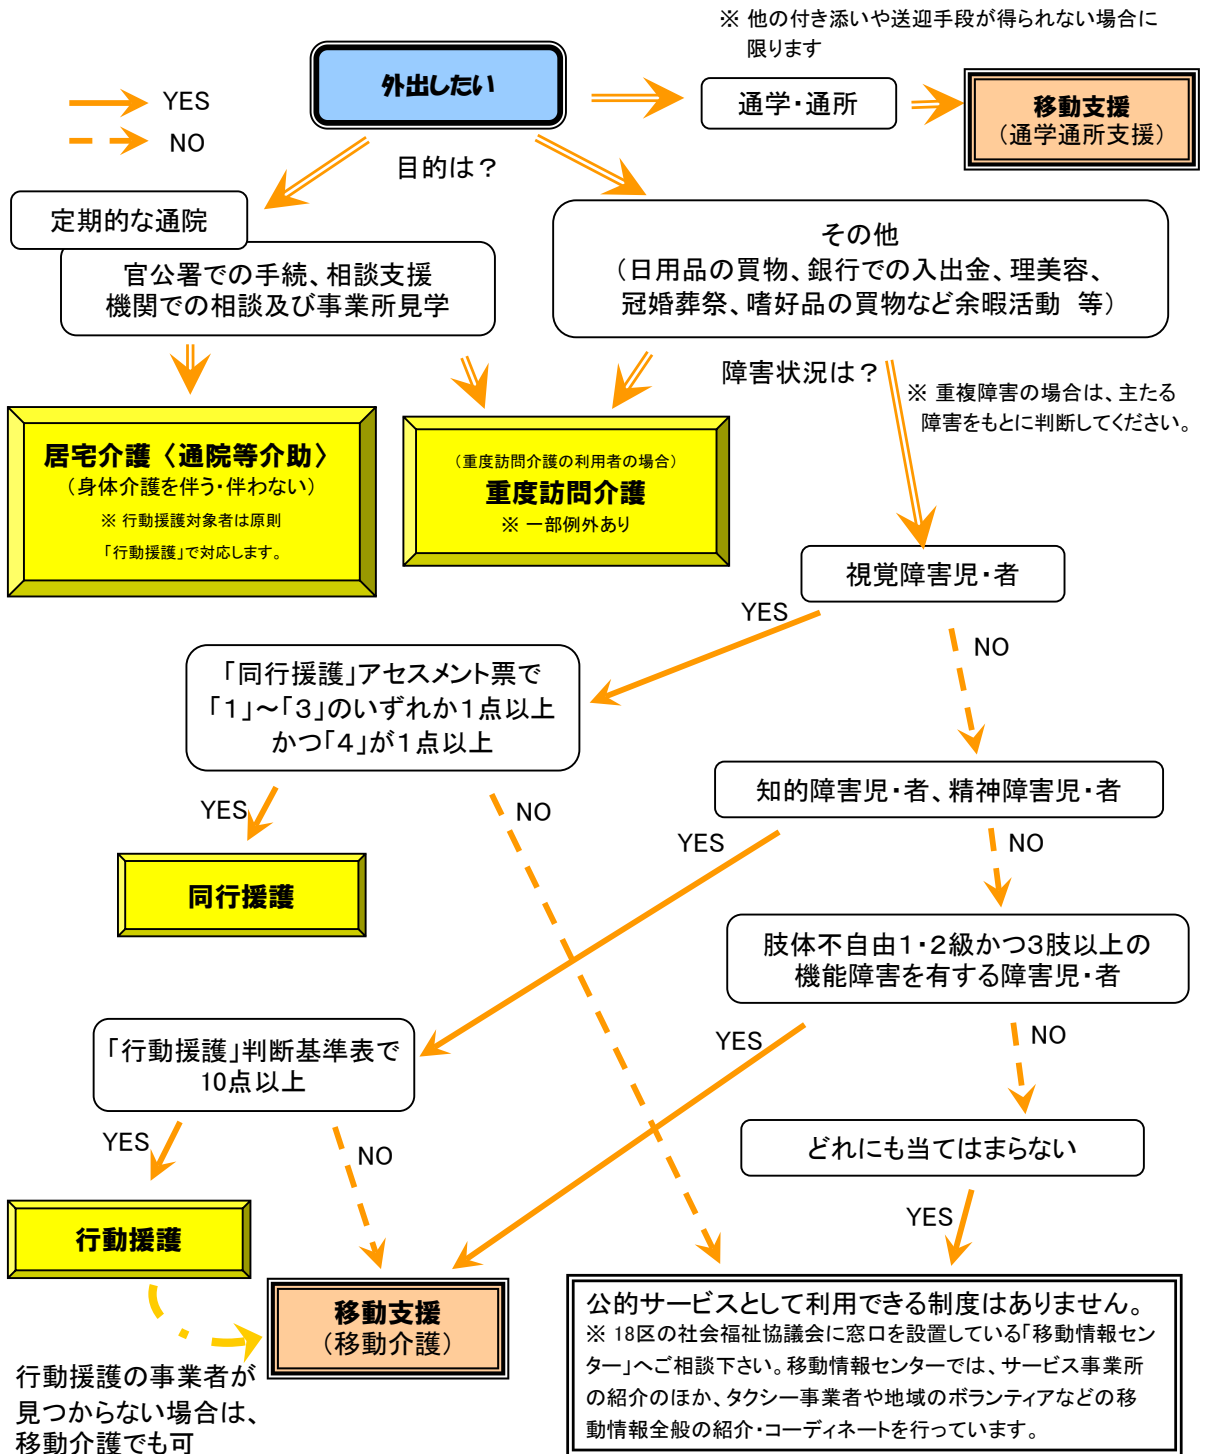 ※ 他の付き添いや送迎手段が得られない場合に
限ります
外出したい
通学・通所
移動支援
（通学通所支援）
YES
NO
目的は？
定期的な通院
官公署での手続、相談支援
機関での相談及び事業所見学
その他
（日用品の買物、銀行での入出金、理美容、
冠婚葬祭、嗜好品の買物など余暇活動 等）
障害状況は？
※ 重複障害の場合は、主たる
障害をもとに判断してください。
居宅介護〈通院等介助〉
（身体介護を伴う・伴わない）
※ 行動援護対象者は原則
「行動援護」で対応します。
（重度訪問介護の利用者の場合）
重度訪問介護
※ 一部例外あり
視覚障害児・者
YES
NO
「同行援護」アセスメント票で
「１」～「３」のいずれか１点以上
かつ「４」が１点以上
知的障害児・者、精神障害児・者
YES
NO
YES
NO
同行援護
肢体不自由１・２級かつ３肢以上の
機能障害を有する障害児・者
「行動援護」判断基準表で
10点以上
YES
NO
どれにも当てはまらない
YES
NO
YES
行動援護
移動支援
（移動介護）
行動援護の事業者が
見つからない場合は、
移動介護でも可
公的サービスとして利用できる制度はありません。
※ 18区の社会福祉協議会に窓口を設置している「移動情報セン
ター」へご相談下さい。移動情報センターでは、サービス事業所
の紹介のほか、タクシー事業者や地域のボランティアなどの移
動情報全般の紹介・コーディネートを行っています。